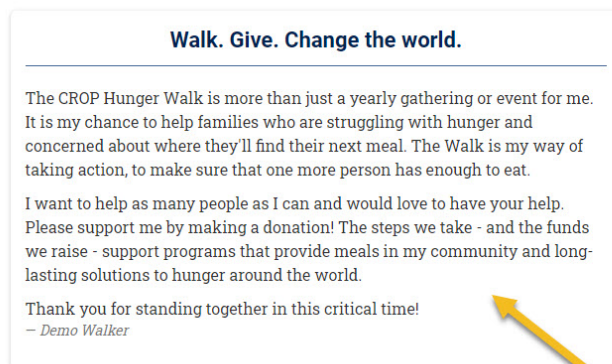 Walk. Give. Change the world.
The CROP Hunger Walk is more than just a yearly gathering or event for me.
It is my chance to help families who are struggling with hunger and
concerned about where they'll find their next meal. The Walk is my way of
taking action, to make sure that one more person has enough to eat.
I want to help as many people as I can and would love to have your help.
Please support me by making a donation! The steps we take - and the funds
we raise - support programs that provide meals in my community and long-
lasting solutions to hunger around the world.
Thank you for standing together in this critical time!
— Demo Walker